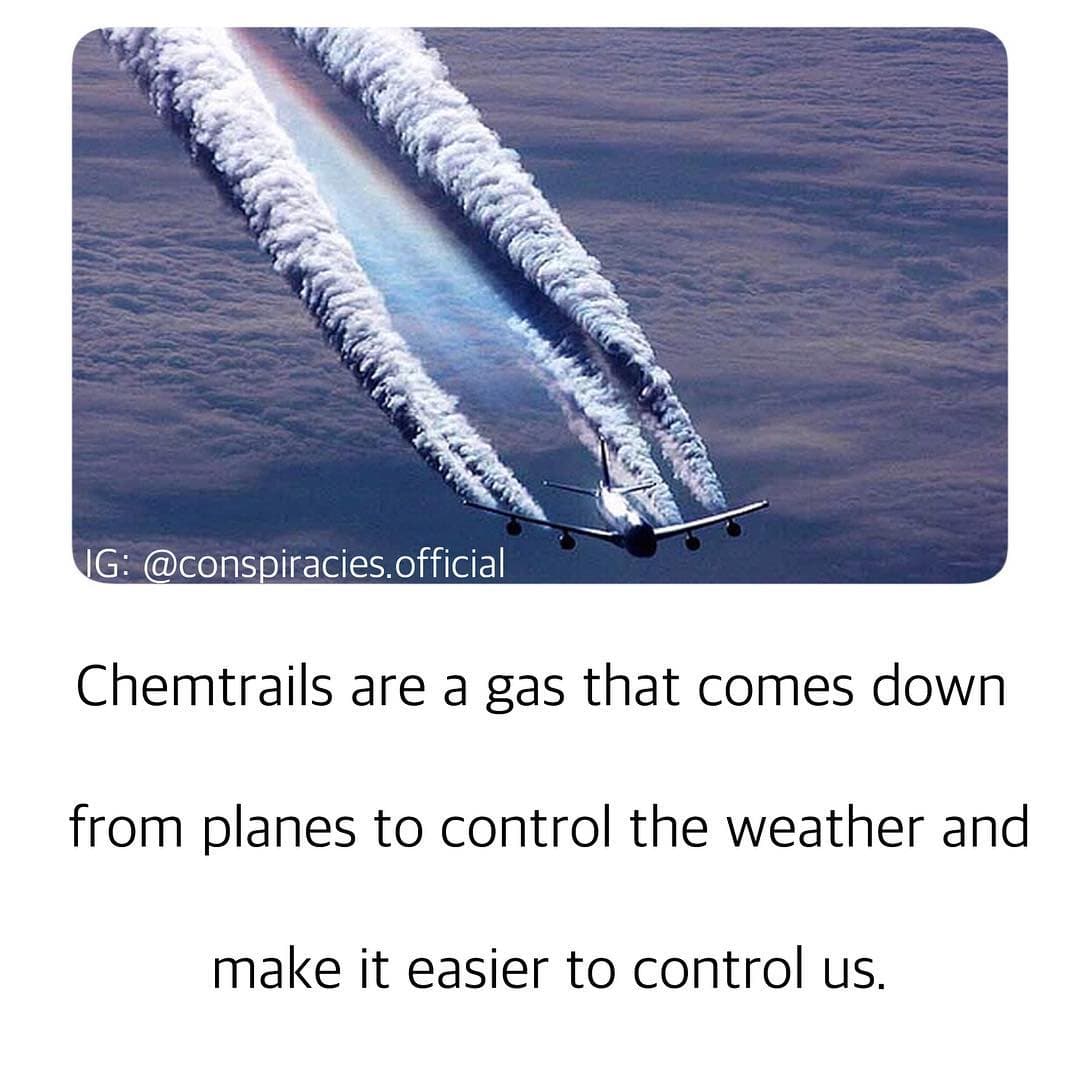 IG: @conspiracies.official
Chemtrails are a gas that comes down
from planes to control the weather and
make it easier to control us.